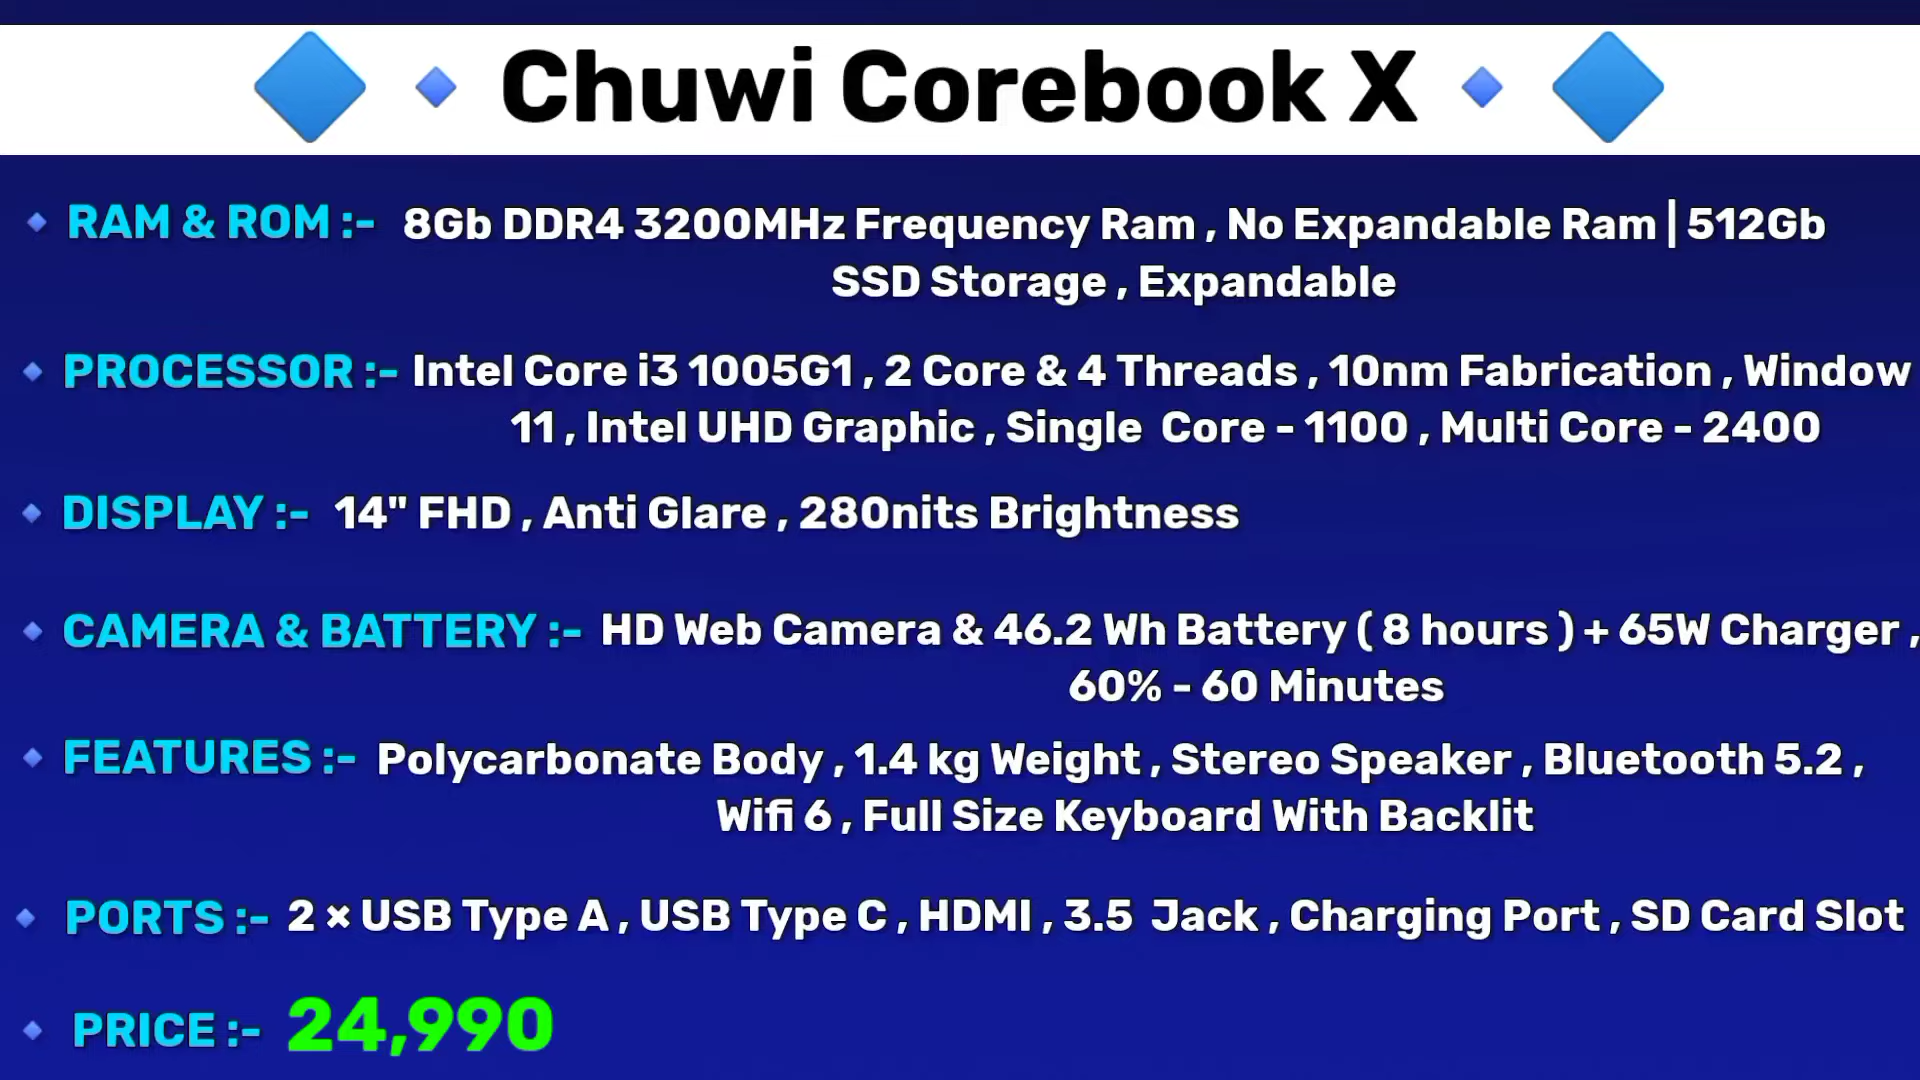 Chuwi Corebook X
RAM & ROM :- 8Gb DDR4 3200MHz Frequency Ram , No Expandable Ram | 512Gb
SSD Storage , Expandable
PROCESSOR :- Intel Core i3 1005G1 , 2 Core & 4 Threads , 10nm Fabrication , Window
11 , Intel UHD Graphic , Single Core - 1100 , Multi Core - 2400
DISPLAY :- 14" FHD , Anti Glare , 280nits Brightness
CAMERA & BATTERY :- HD Web Camera & 46.2 Wh Battery ( 8 hours ) + 65W Charger ,
60% - 60 Minutes
FEATURES :- Polycarbonate Body , 1.4 kg Weight , Stereo Speaker , Bluetooth 5.2 ,
Wifi 6 , Full Size Keyboard With Backlit
PORTS :- 2 × USB Type A , USB Type C , HDMI , 3.5 Jack , Charging Port , SD Card Slot
PRICE :- 24,990